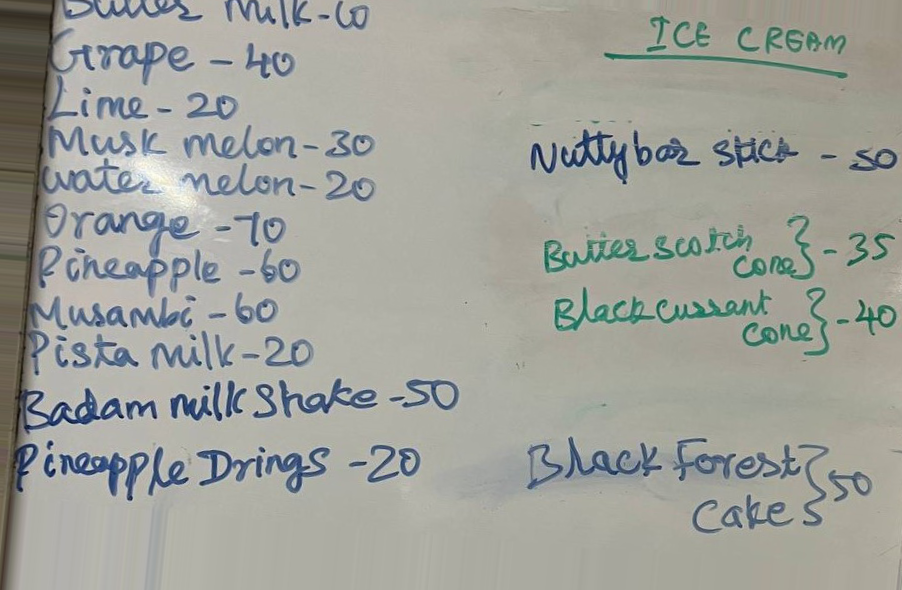 Butter Milk-60
Grape - 40
Lime - 20
Musk melon-30
Water melon-20
Orange -70
Pineapple -60
Musambi -60
Pista Milk-20
Badam milk Shake -50
Pineapple Drings -20
ICE CREAM
Nuttybar stick - 50
Butter scotch
cone} - 35
Black currant
cone} - 40
Black Forest
Cake} 50